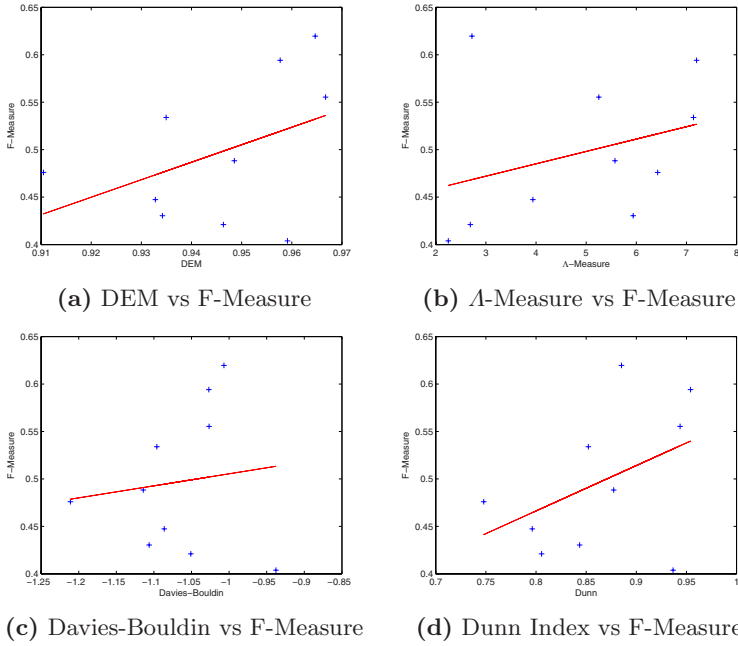 0.65
0.6
0.55
0.5
0.45
0.4
F-Measure
0.91 0.92 0.93 0.94 0.95 0.96 0.97
DEM
(a) DEM vs F-Measure
0.65
0.6
0.55
0.5
0.45
0.4
F-Measure
2 3 4 5 6 7 8
Λ-Measure
(b) Λ-Measure vs F-Measure
0.65
0.6
0.55
0.5
0.45
0.4
F-Measure
-1.25 -1.2 -1.15 -1.1 -1.05 -1 -0.95 -0.9 -0.85
Davies-Bouldin
(c) Davies-Bouldin vs F-Measure
0.65
0.6
0.55
0.5
0.45
0.4
F-Measure
0.7 0.75 0.8 0.85 0.9 0.95 1
Dunn
(d) Dunn Index vs F-Measure